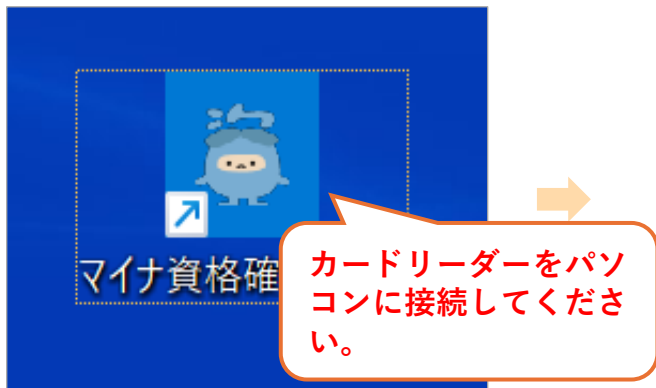 マイナ資格確
カードリーダーをパソ
コンに接続してくださ
い。